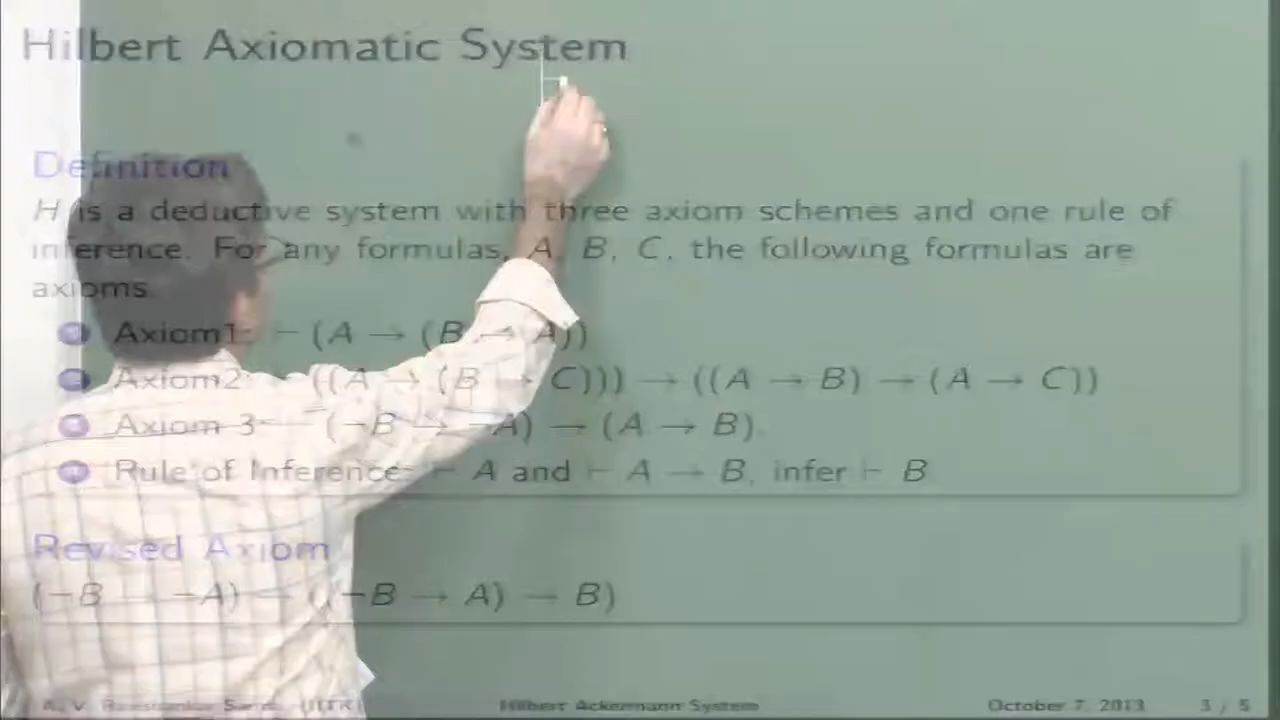 Hilbert Axiomatic System
Definition
H is a deductive system with three axiom schemes and one rule of
inference. For any formulas, A, B, C, the following formulas are
axioms.
Axiom1: ⊢ (A → (B → A))
Axiom2: ⊢ ((A → (B → C))) → ((A → B) → (A → C))
Axiom 3: ⊢ (¬B → ¬A) → (A → B).
Rule of Inference: ⊢ A and ⊢ A → B, infer ⊢ B
Revised Axiom
(¬B → ¬A) → ((¬B → A) → B)
A. V. (IITK)
Hilbert Ackermann System
October 7, 2013
3 / 5